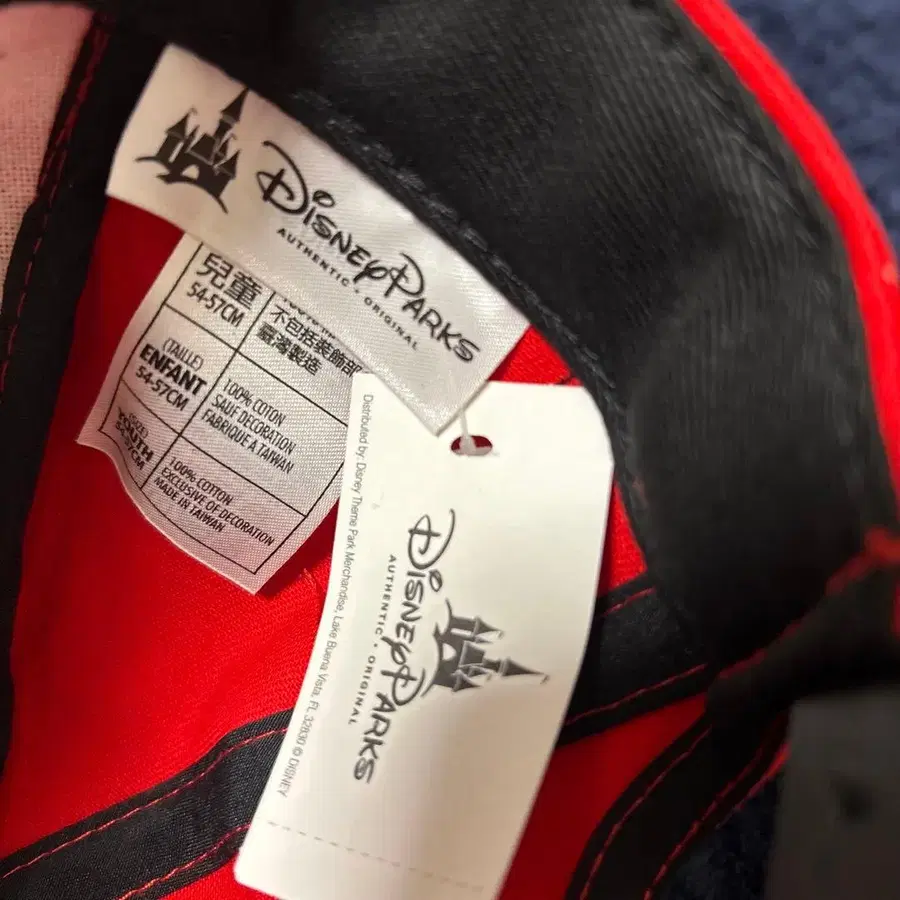 DISNEY PARKS
AUTHENTIC • ORIGINAL
兒童
54-57CM
不包括裝飾部
臺灣製造
(TAILLE)
ENFANT
54-57CM
100% COTON
SAUF DECORATION
FABRIQUE A TAIWAN
(SIZE)
YOUTH
54-57CM
100% COTTON
EXCLUSIVE OF DECORATION
MADE IN TAIWAN
DISNEY PARKS
AUTHENTIC • ORIGINAL
Distributed by: Disney Theme Park Merchandise, Lake Buena Vista, FL 32830 © DISNEY